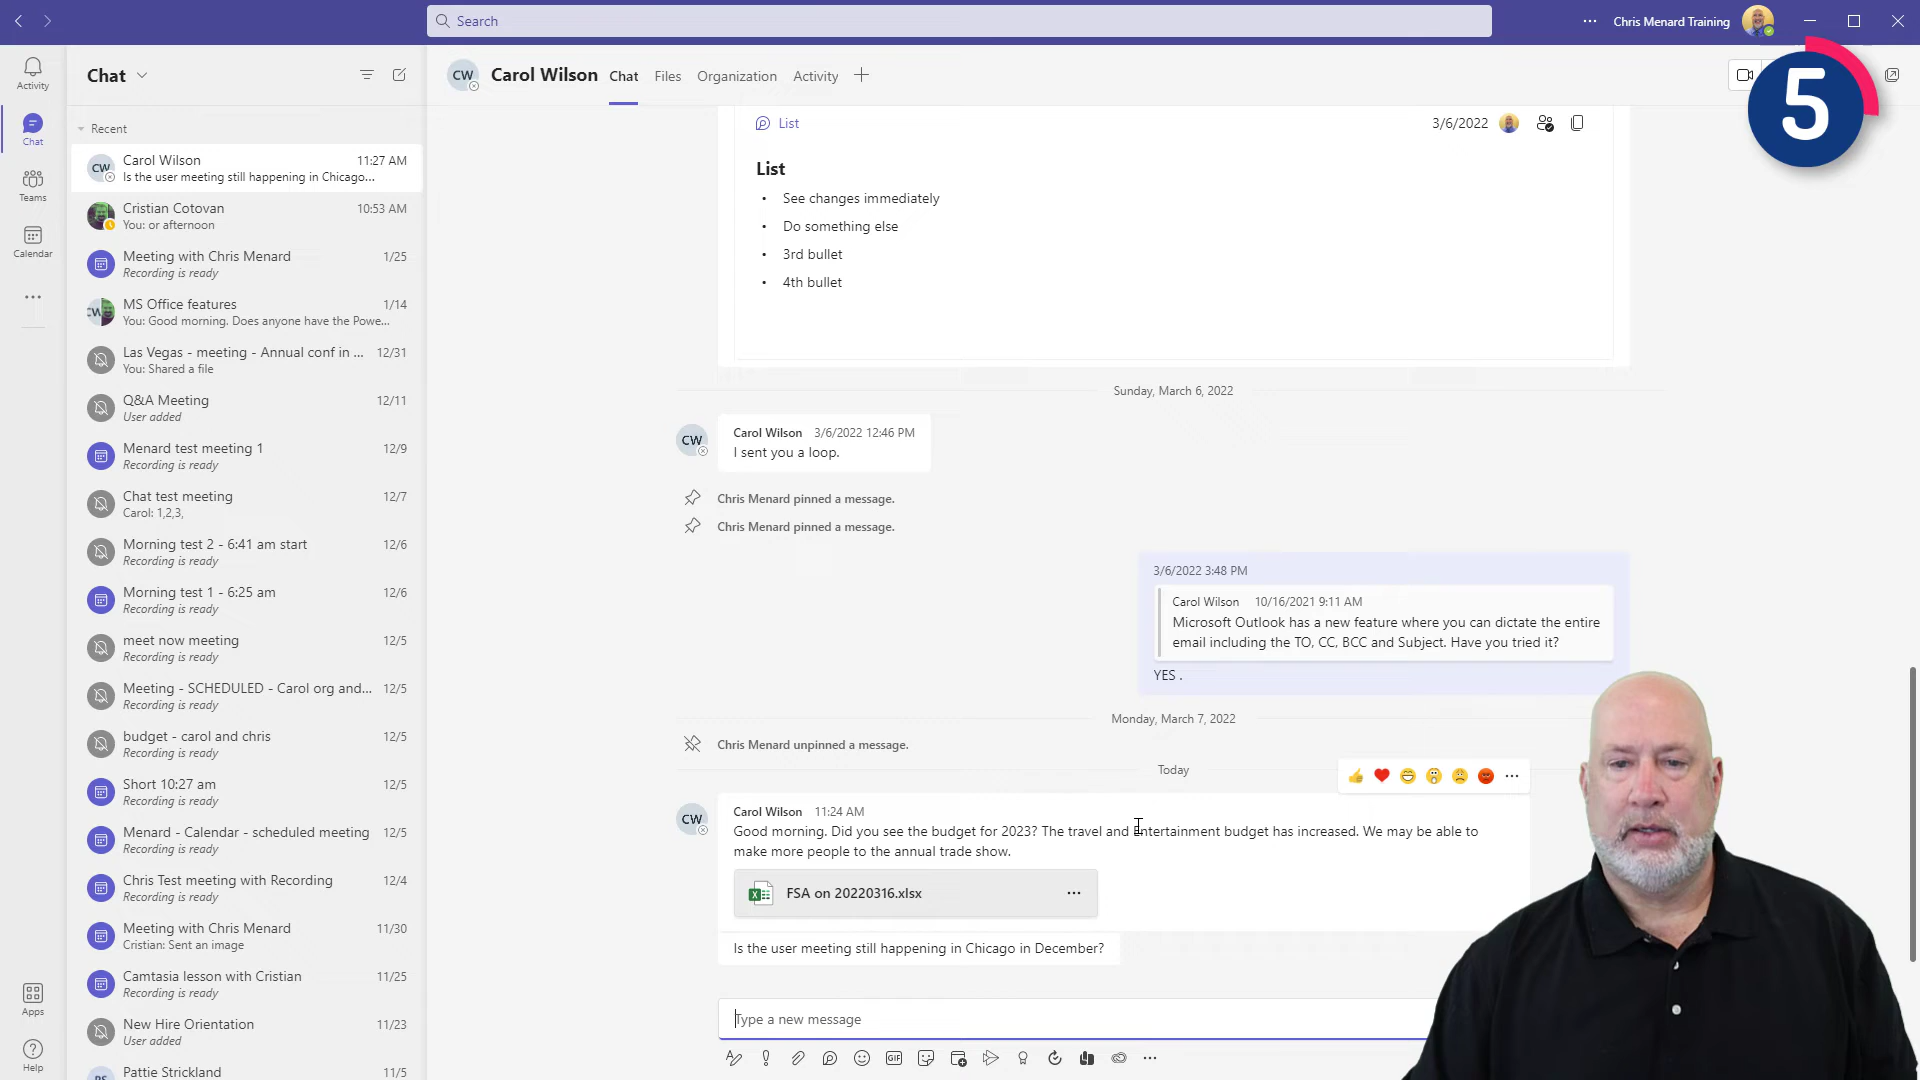 Search
Chris Menard Training
Activity
Chat
Teams
Calendar
Apps
Help
Chat
Recent
Carol Wilson 11:27 AM
Is the user meeting still happening in Chicago...
Cristian Cotovan 10:53 AM
You: or afternoon
Meeting with Chris Menard 1/25
Recording is ready
MS Office features 1/14
You: Good morning. Does anyone have the Powe...
Las Vegas - meeting - Annual conf in ... 12/31
You: Shared a file
Q&A Meeting 12/11
User added
Menard test meeting 1 12/9
Recording is ready
Chat test meeting 12/7
Carol: 1,2,3,
Morning test 2 - 6:41 am start 12/6
Recording is ready
Morning test 1 - 6:25 am 12/6
Recording is ready
meet now meeting 12/5
Recording is ready
Meeting - SCHEDULED - Carol org and... 12/5
Recording is ready
budget - carol and chris 12/5
Recording is ready
Short 10:27 am 12/5
Recording is ready
Menard - Calendar - scheduled meeting 12/5
Recording is ready
Chris Test meeting with Recording 12/4
Recording is ready
Meeting with Chris Menard 11/30
Cristian: Sent an image
Camtasia lesson with Cristian 11/25
Recording is ready
New Hire Orientation 11/23
User added
Pattie Strickland 11/5
CW Carol Wilson Chat Files Organization Activity
5
List 3/6/2022
List
• See changes immediately
• Do something else
• 3rd bullet
• 4th bullet
Sunday, March 6, 2022
CW Carol Wilson 3/6/2022 12:46 PM
I sent you a loop.
Chris Menard pinned a message.
Chris Menard pinned a message.
3/6/2022 3:48 PM
Carol Wilson 10/16/2021 9:11 AM
Microsoft Outlook has a new feature where you can dictate the entire
email including the TO, CC, BCC and Subject. Have you tried it?
YES .
Monday, March 7, 2022
Chris Menard unpinned a message.
Today
CW Carol Wilson 11:24 AM
Good morning. Did you see the budget for 2023? The travel and Entertainment budget has increased. We may be able to
make more people to the annual trade show.
FSA on 20220316.xlsx
Is the user meeting still happening in Chicago in December?
Type a new message
GIF